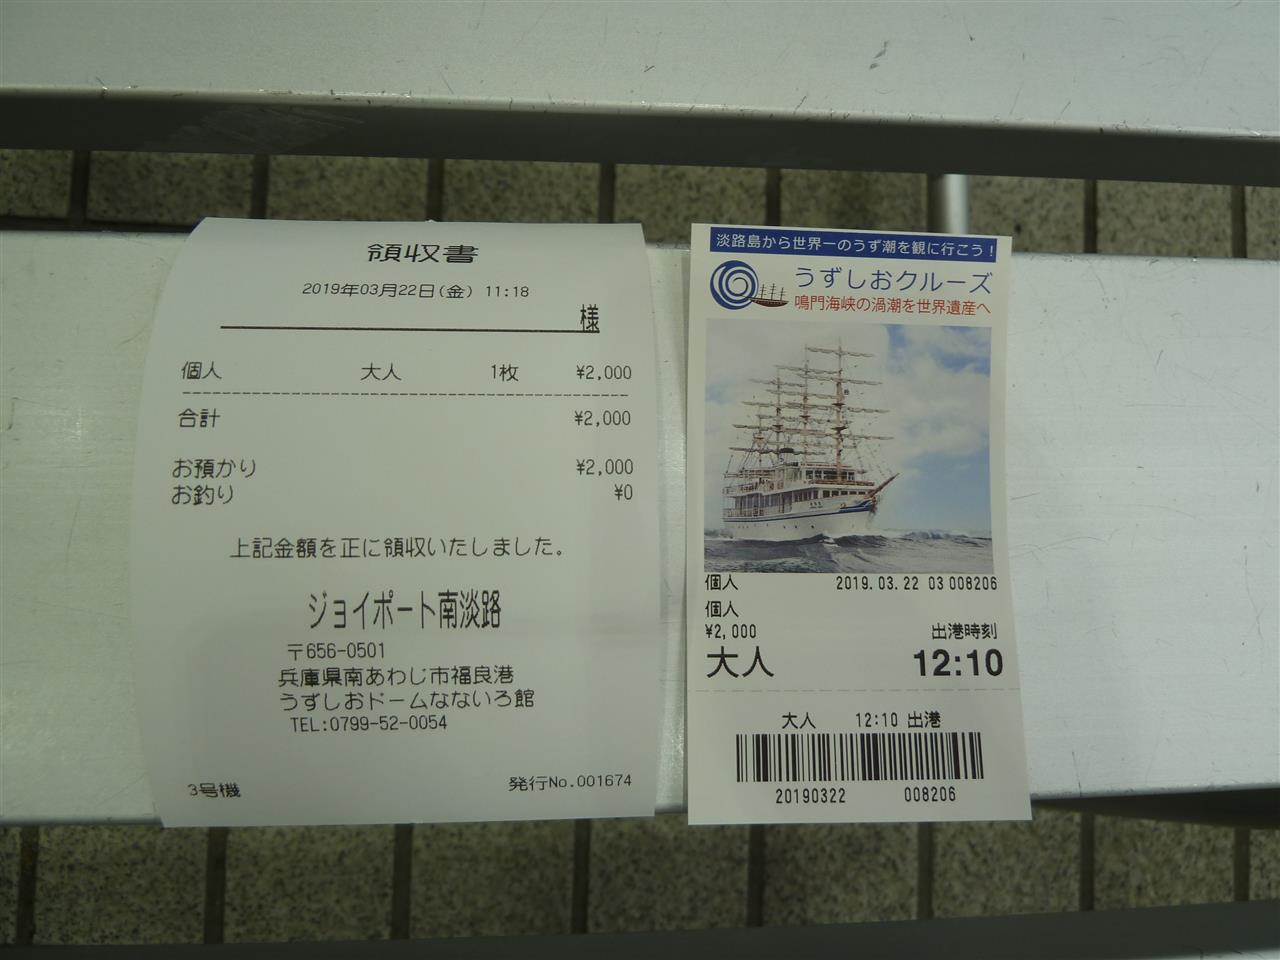 領収書
2019年03月22日(金) 11:18
様
個人 大人 1枚 ¥2,000
合計 ¥2,000
お預かり ¥2,000
お釣り ¥0
上記金額を正に領収いたしました。
ジョイポート南淡路
〒656-0501
兵庫県南あわじ市福良港
うずしおドームなないろ館
TEL:0799-52-0054
3号機 発行No.001674
淡路島から世界一のうず潮を観に行こう!
うずしおクルーズ
鳴門海峡の渦潮を世界遺産へ
個人 2019.03.22 03 008206
個人
¥2,000 出港時刻
大人 12:10
大人 12:10 出港
20190322 008206